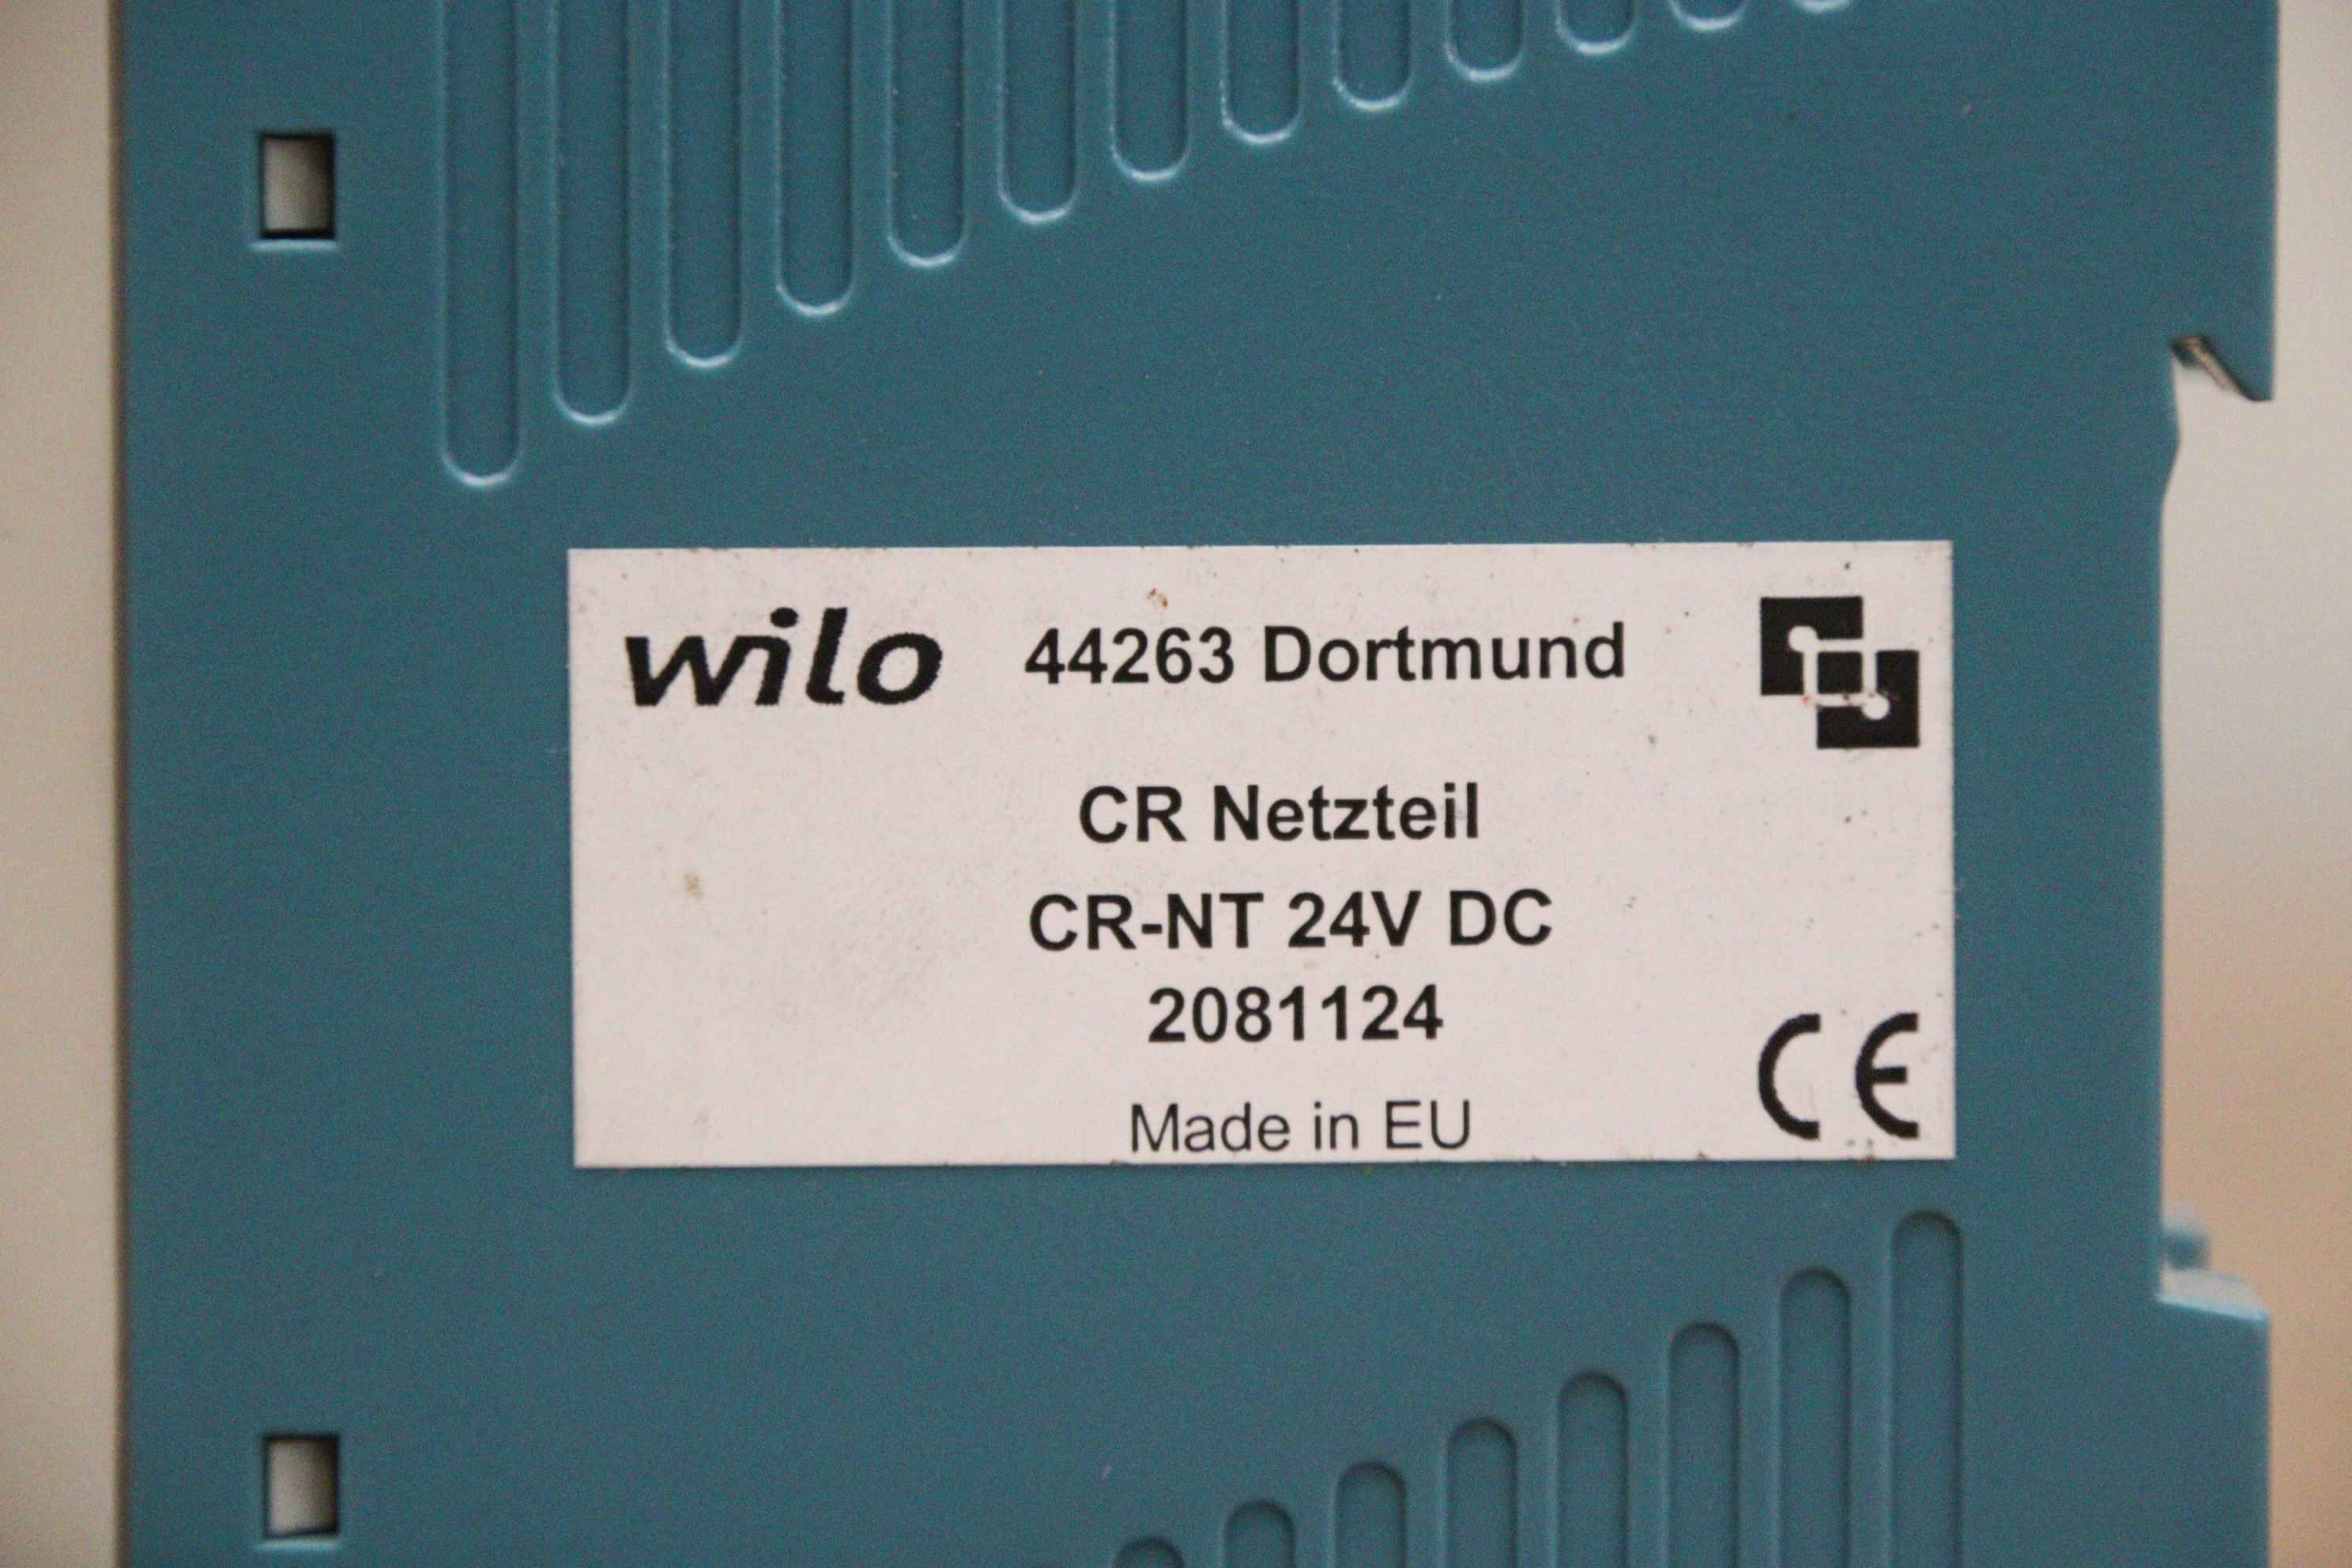 wilo 44263 Dortmund
CR Netzteil
CR-NT 24V DC
2081124
Made in EU
CE